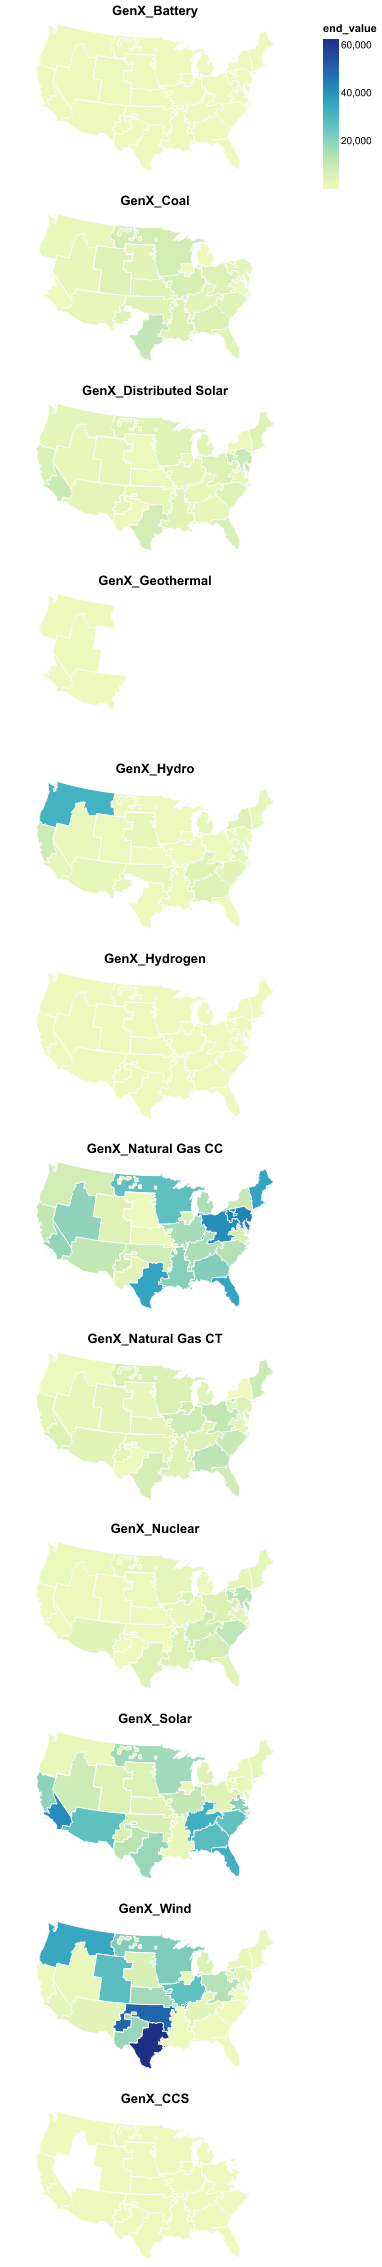 GenX_Battery
end_value
60,000
40,000
20,000
GenX_Coal
GenX_Distributed Solar
GenX_Geothermal
GenX_Hydro
GenX_Hydrogen
GenX_Natural Gas CC
GenX_Natural Gas CT
GenX_Nuclear
GenX_Solar
GenX_Wind
GenX_CCS